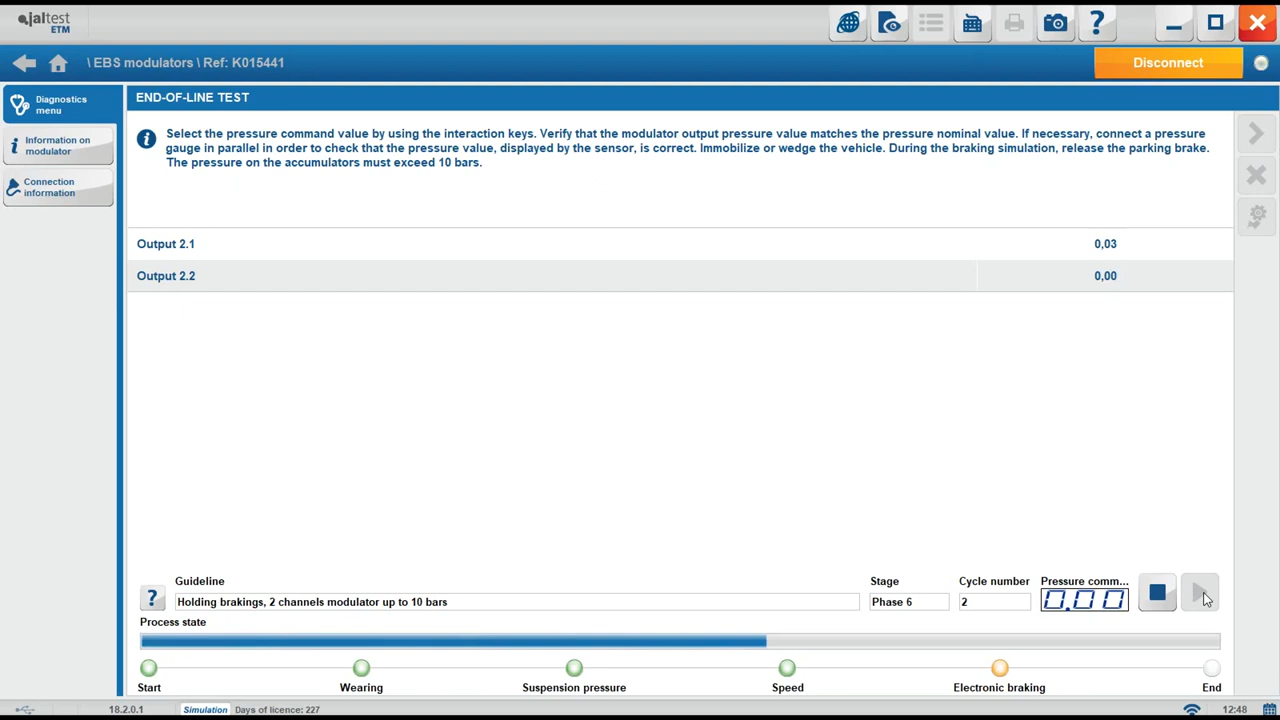 jaltest
ETM
\ EBS modulators \ Ref: K015441
Disconnect
Diagnostics
menu
Information on
modulator
Connection
information
END-OF-LINE TEST
Select the pressure command value by using the interaction keys. Verify that the modulator output pressure value matches the pressure nominal value. If necessary, connect a pressure
gauge in parallel in order to check that the pressure value, displayed by the sensor, is correct. Immobilize or wedge the vehicle. During the braking simulation, release the parking brake.
The pressure on the accumulators must exceed 10 bars.
Output 2.1 0,03
Output 2.2 0,00
Guideline Stage Cycle number Pressure comm...
? Holding brakings, 2 channels modulator up to 10 bars Phase 6 2 0.00
Process state
Start Wearing Suspension pressure Speed Electronic braking End
18.2.0.1 Simulation Days of licence: 227 12:48